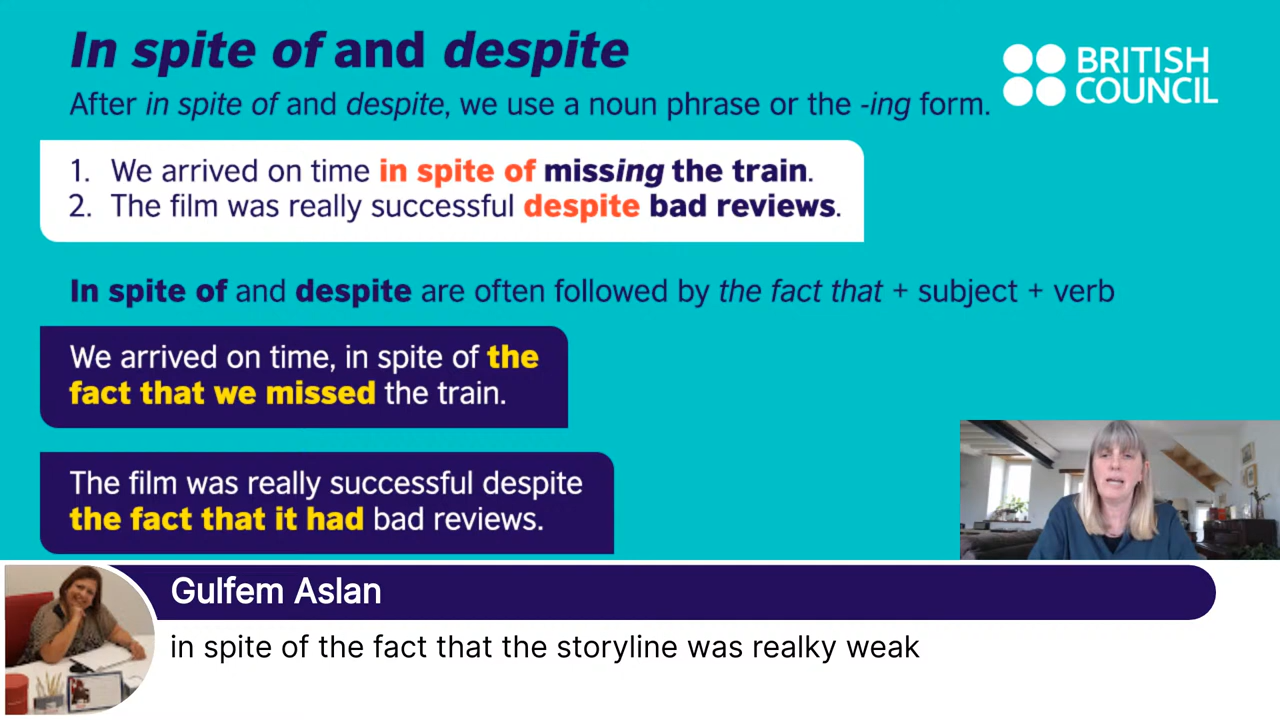 In spite of and despite
BRITISH
COUNCIL
After in spite of and despite, we use a noun phrase or the -ing form.
1. We arrived on time in spite of missing the train.
2. The film was really successful despite bad reviews.
In spite of and despite are often followed by the fact that + subject + verb
We arrived on time, in spite of the
fact that we missed the train.
The film was really successful despite
the fact that it had bad reviews.
Gulfem Aslan
in spite of the fact that the storyline was realky weak